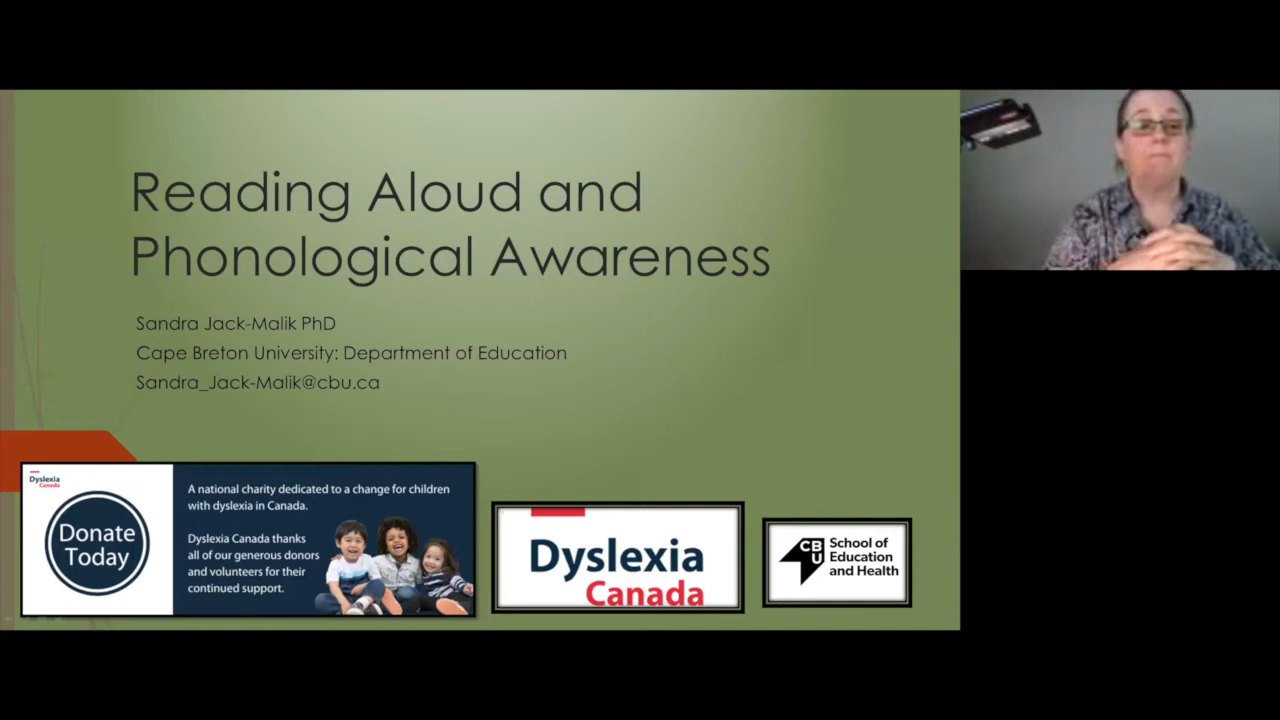 Reading Aloud and
Phonological Awareness
Sandra Jack-Malik PhD
Cape Breton University: Department of Education
Sandra_Jack-Malik@cbu.ca
Dyslexia
Canada
Donate
Today
A national charity dedicated to a change for children
with dyslexia in Canada.
Dyslexia Canada thanks
all of our generous donors
and volunteers for their
continued support.
Dyslexia
Canada
CB
U
School of
Education
and Health